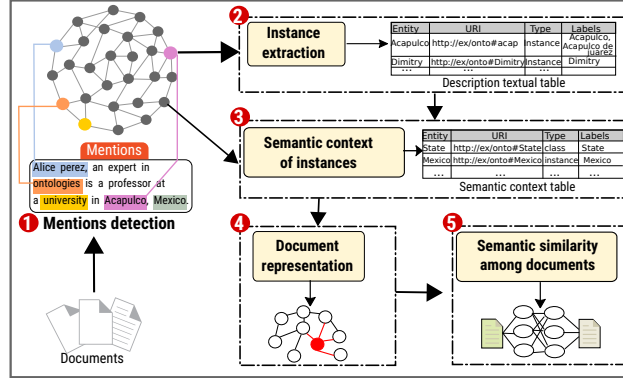 2
Instance
extraction
Entity URI Type Labels
Acapulco http://ex/onto#acap instance Acapulco,
Acapulco de
juárez
Dimitry http://ex/onto#Dimitry Instance Dimitry
... ... ... ...
Description textual table
3
Semantic context
of instances
Entity URI Type Labels
State http://ex/onto#State class State
Mexico http://ex/onto#Mexico instance Mexico
... ... ... ...
Semantic context table
Mentions
Alice perez, an expert in
ontologies is a professor at
a university in Acapulco, Mexico.
1 Mentions detection
Documents
4
Document
representation
5
Semantic similarity
among documents